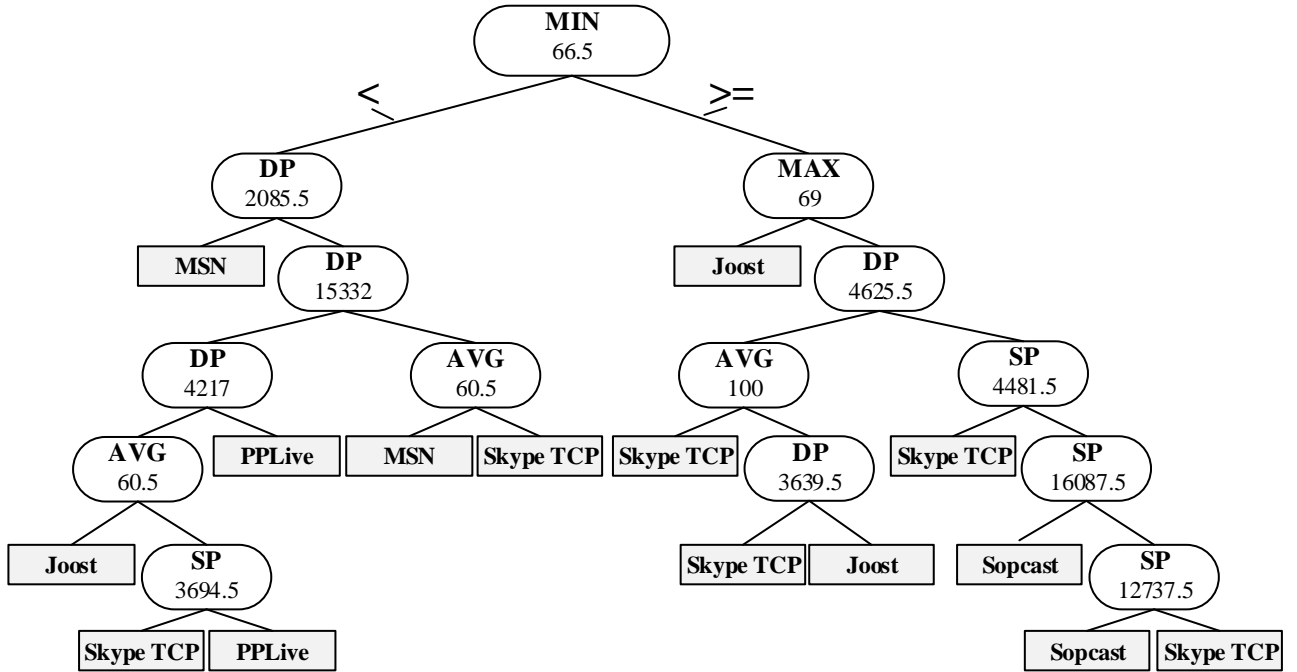 MIN
66.5
<
>=
DP
2085.5
MAX
69
MSN
DP
15332
Joost
DP
4625.5
DP
4217
AVG
60.5
AVG
100
SP
4481.5
AVG
60.5
PPLive
MSN
Skype TCP
Skype TCP
DP
3639.5
Skype TCP
SP
16087.5
Joost
SP
3694.5
Skype TCP
Joost
Sopcast
SP
12737.5
Skype TCP
PPLive
Sopcast
Skype TCP